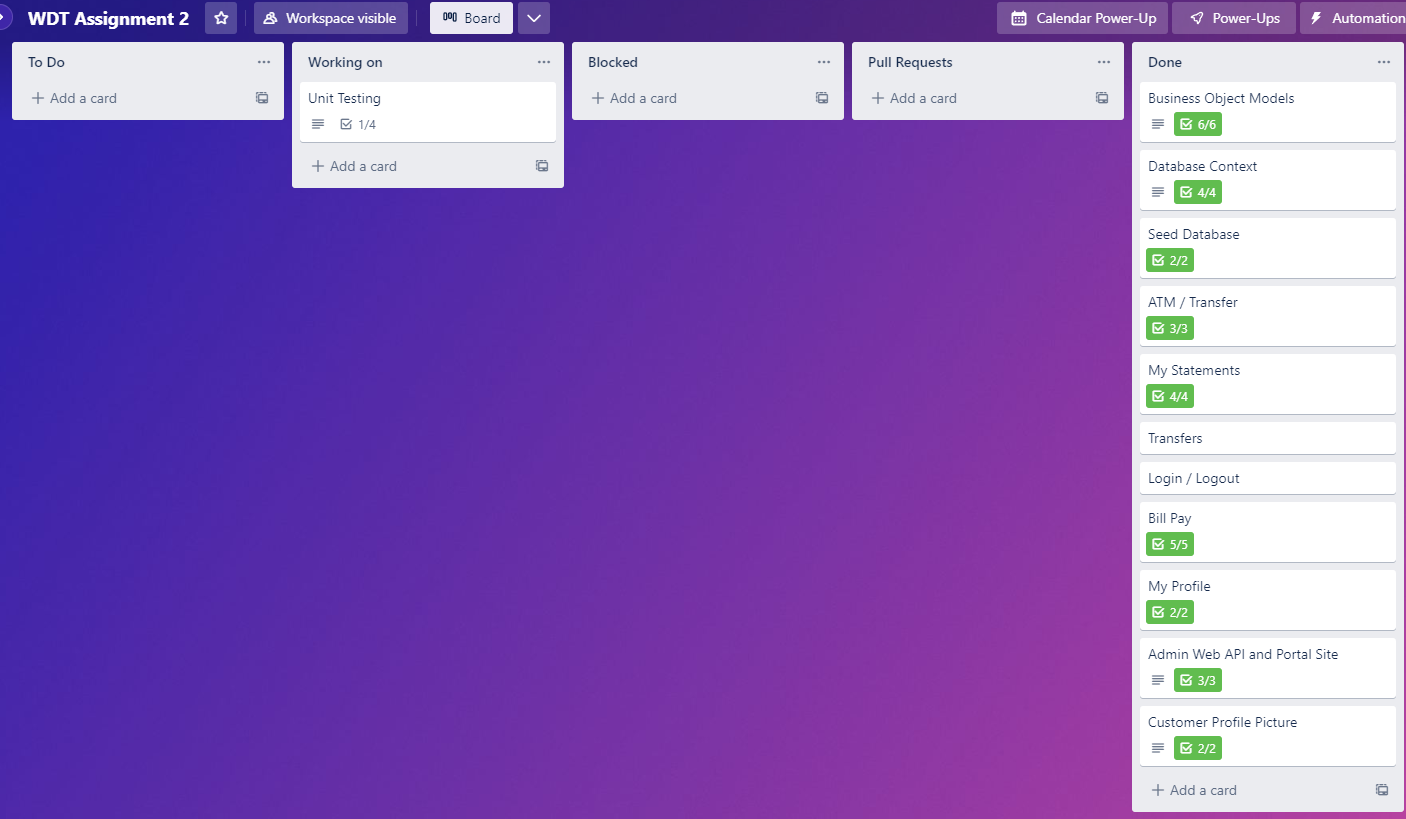 WDT Assignment 2
Workspace visible
Board
Calendar Power-Up
Power-Ups
Automation
To Do
Add a card
Working on
Unit Testing
1/4
Add a card
Blocked
Add a card
Pull Requests
Add a card
Done
Business Object Models
6/6
Database Context
4/4
Seed Database
2/2
ATM / Transfer
3/3
My Statements
4/4
Transfers
Login / Logout
Bill Pay
5/5
My Profile
2/2
Admin Web API and Portal Site
3/3
Customer Profile Picture
2/2
Add a card